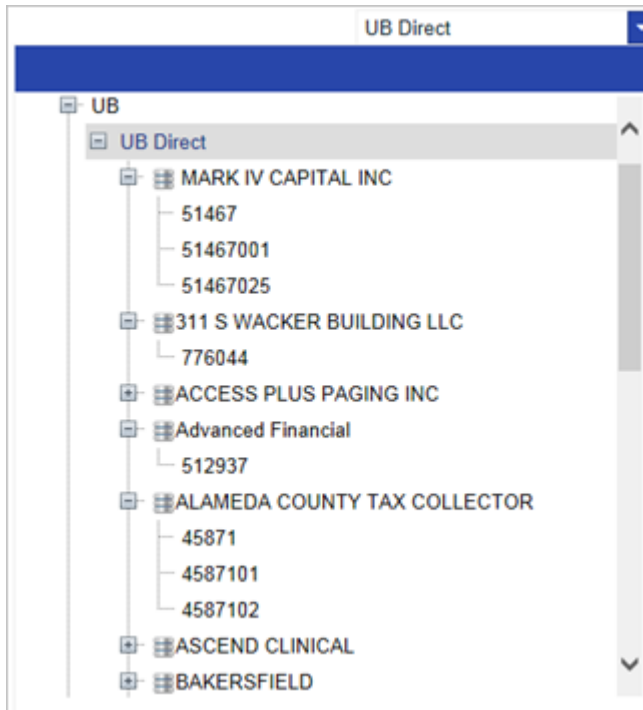 UB Direct
UB
UB Direct
MARK IV CAPITAL INC
51467
51467001
51467025
311 S WACKER BUILDING LLC
776044
ACCESS PLUS PAGING INC
Advanced Financial
512937
ALAMEDA COUNTY TAX COLLECTOR
45871
4587101
4587102
ASCEND CLINICAL
BAKERSFIELD